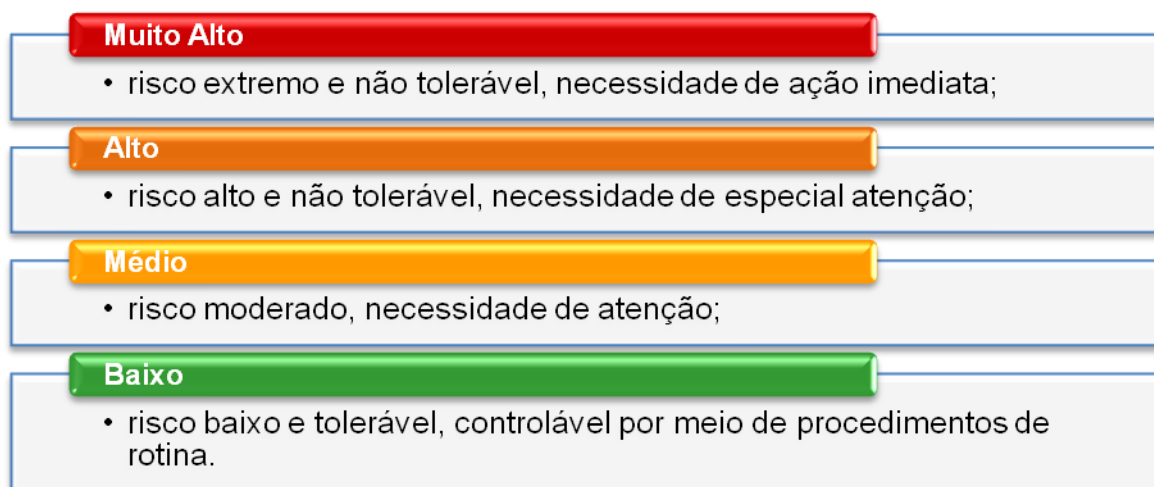 Muito Alto
• risco extremo e não tolerável, necessidade de ação imediata;
Alto
• risco alto e não tolerável, necessidade de especial atenção;
Médio
• risco moderado, necessidade de atenção;
Baixo
• risco baixo e tolerável, controlável por meio de procedimentos de
rotina.